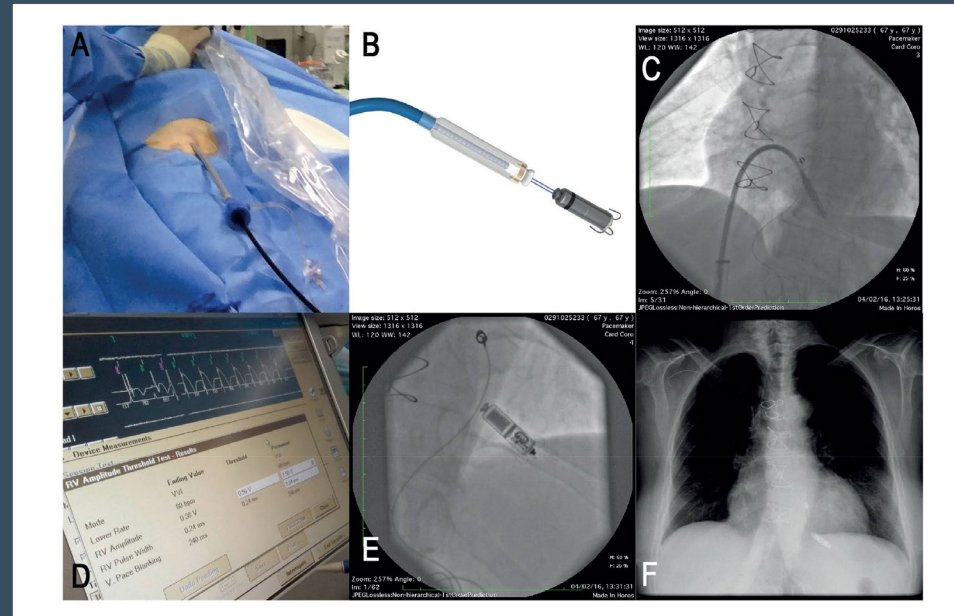 A
B
C
Image size: 512 x 512
View size: 1316 x 1316
WL: 120 WW: 142
0291025233 ( 67 y, 67 y)
Pacemaker
Card Coro
3
Zoom: 257% Angle: 0
Im: 5/31
JPEGLossless:Non-hierarchical-1stOrderPrediction
04/02/16, 13:25:31
Made In Horos
D
Device Measurements
RV Amplitude Threshold Test - Results
Ending Value
Threshold
Permanent
Mode
VVI
Lower Rate
80 bpm
RV Amplitude
0.38 V
RV Pulse Width
0.24 ms
V. Pace Blanking
240 ms
E
Image size: 512 x 512
View size: 1316 x 1316
WL: 120 WW: 142
0291025233 ( 67 y, 67 y)
Pacemaker
Card Coro
4
Zoom: 257% Angle: 0
Im: 1/62
JPEGLossless:Non-hierarchical-1stOrderPrediction
04/02/16, 13:31:31
Made In Horos
F